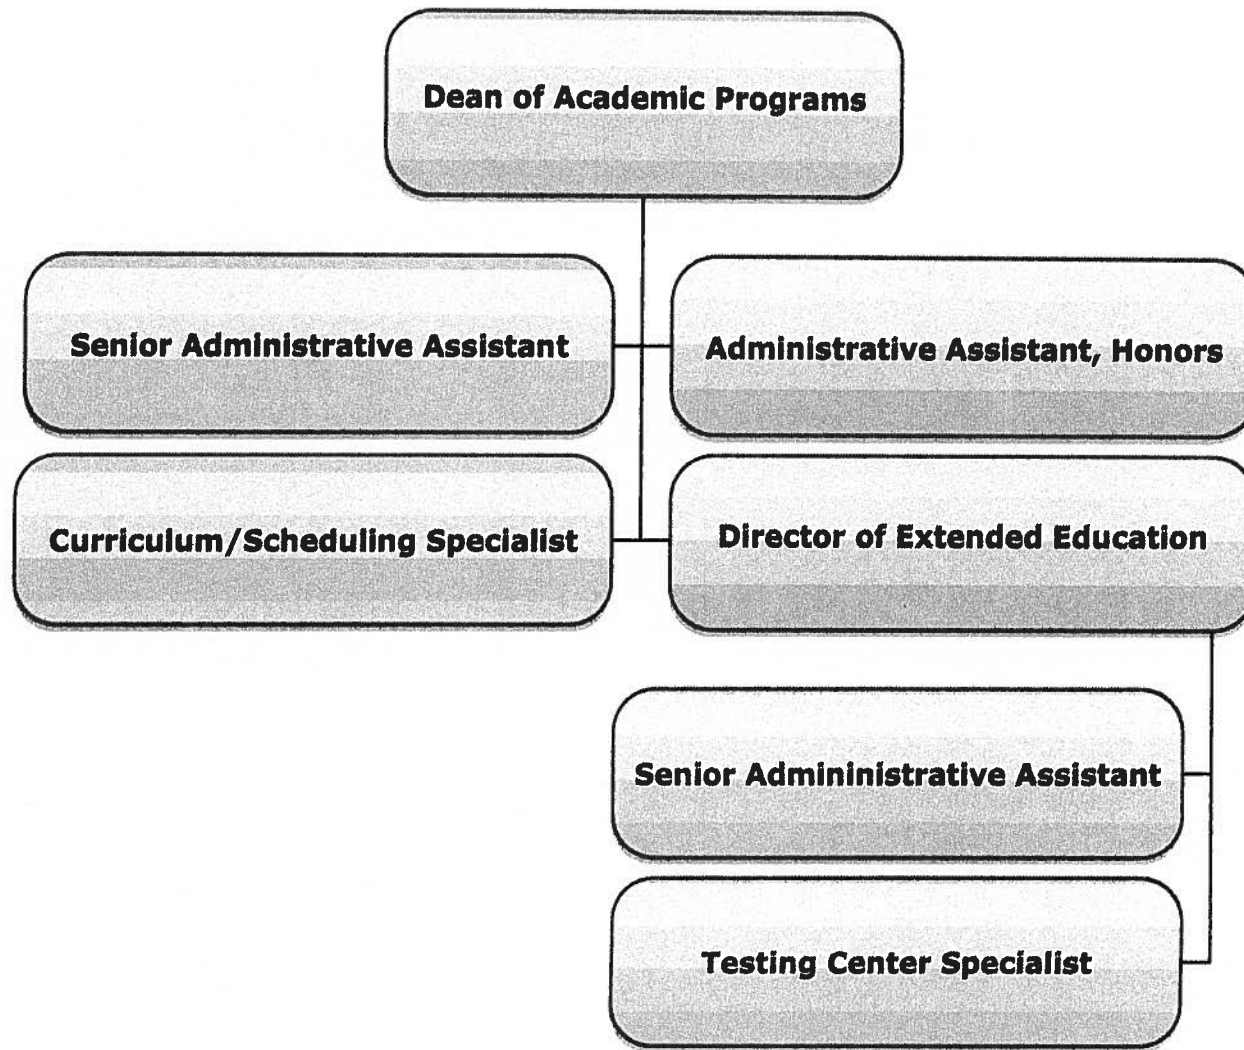 Dean of Academic Programs
Senior Administrative Assistant
Administrative Assistant, Honors
Curriculum/Scheduling Specialist
Director of Extended Education
Senior Admininistrative Assistant
Testing Center Specialist